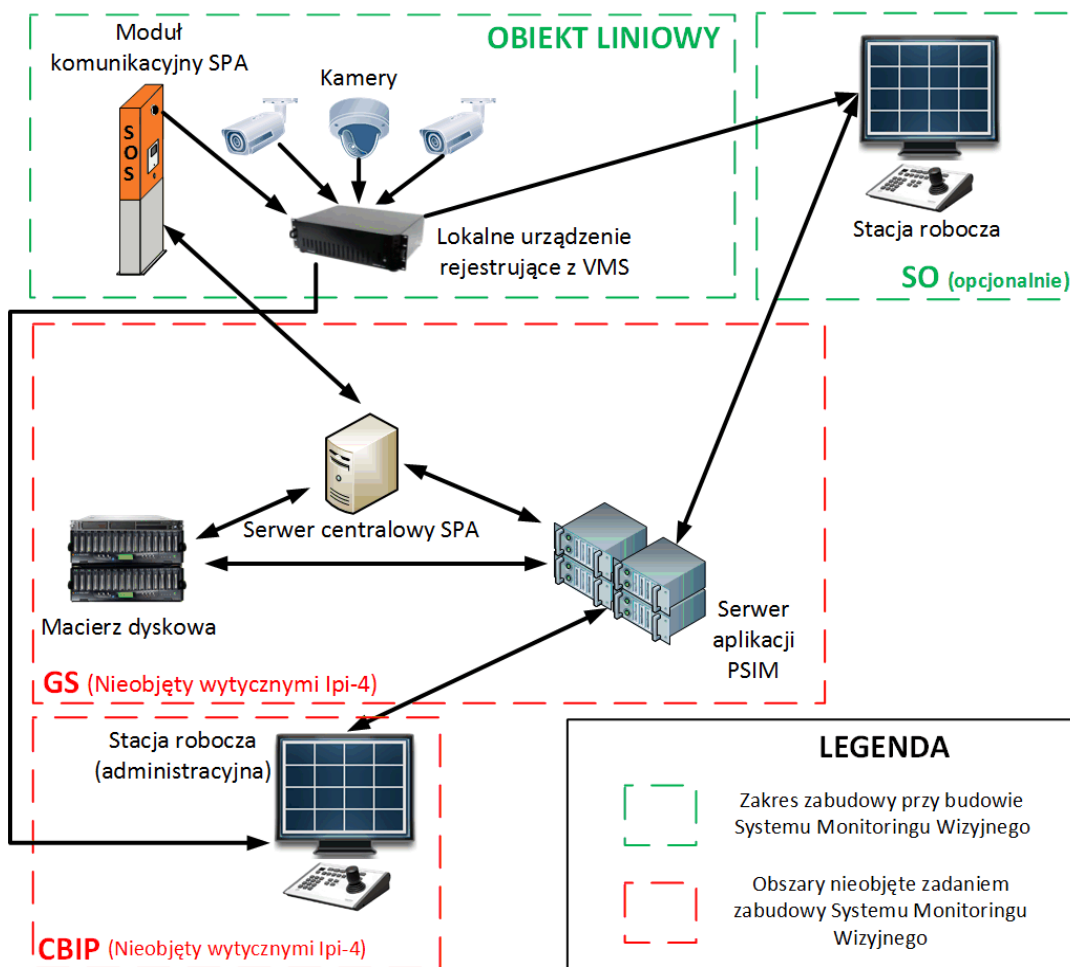 Moduł
komunikacyjny SPA
OBIEKT LINIOWY
Kamery
SOS
Lokalne urządzenie
rejestrujące z VMS
Stacja robocza
SO (opcjonalnie)
Serwer centralowy SPA
Macierz dyskowa
Serwer
aplikacji
PSIM
GS (Nieobjęty wytycznymi Ipi-4)
Stacja robocza
(administracyjna)
CBIP (Nieobjęty wytycznymi Ipi-4)
LEGENDA
Zakres zabudowy przy budowie
Systemu Monitoringu Wizyjnego
Obszary nieobjęte zadaniem
zabudowy Systemu Monitoringu
Wizyjnego